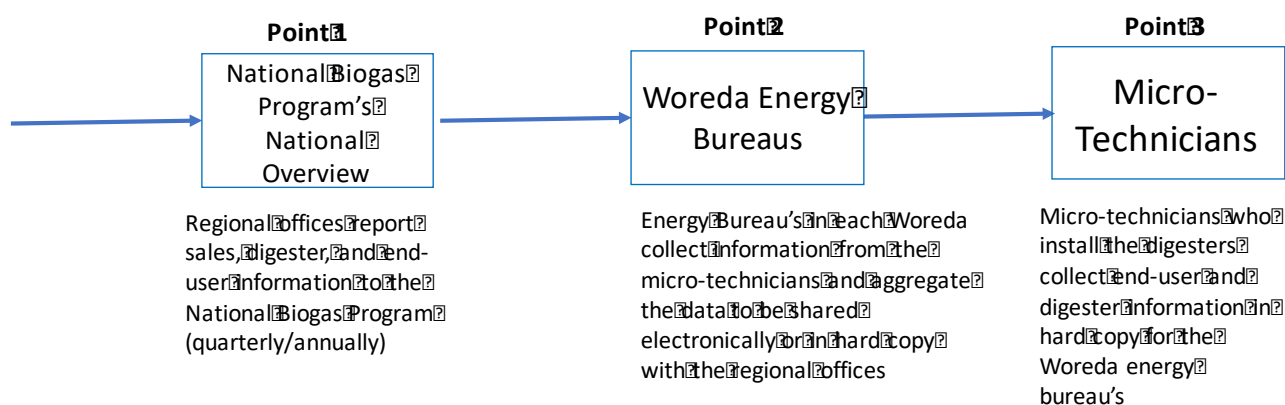 Point 1
National Biogas
Program's
National
Overview
Regional offices report
sales, digester, and end-
user information to the
National Biogas Program
(quarterly/annually)
Point 2
Woreda Energy
Bureaus
Energy Bureau's in each Woreda
collect information from the
micro-technicians and aggregate
the data to be shared
electronically or in hard copy
with the regional offices
Point 3
Micro-
Technicians
Micro-technicians who
install the digesters
collect end-user and
digester information in
hard copy for the
Woreda energy
bureau's